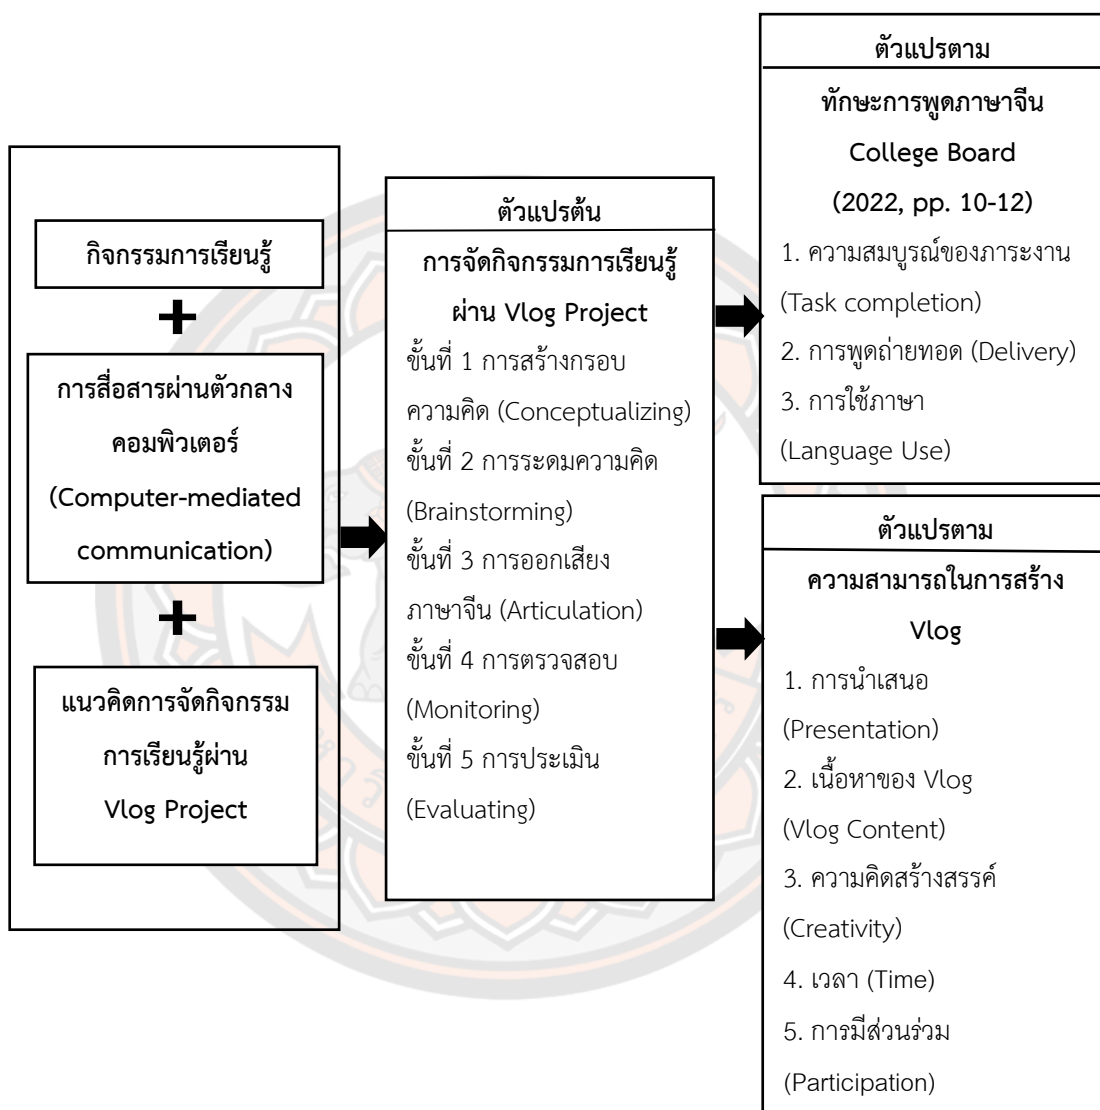 กิจกรรมการเรียนรู้
+
การสื่อสารผ่านตัวกลาง
คอมพิวเตอร์
(Computer-mediated
communication)
+
แนวคิดการจัดกิจกรรม
การเรียนรู้ผ่าน
Vlog Project
ตัวแปรต้น
การจัดกิจกรรมการเรียนรู้
ผ่าน Vlog Project
ขั้นที่ 1 การสร้างกรอบ
ความคิด (Conceptualizing)
ขั้นที่ 2 การระดมความคิด
(Brainstorming)
ขั้นที่ 3 การออกเสียง
ภาษาจีน (Articulation)
ขั้นที่ 4 การตรวจสอบ
(Monitoring)
ขั้นที่ 5 การประเมิน
(Evaluating)
ตัวแปรตาม
ทักษะการพูดภาษาจีน
College Board
(2022, pp. 10-12)
1. ความสมบูรณ์ของภาระงาน
(Task completion)
2. การพูดถ่ายทอด (Delivery)
3. การใช้ภาษา
(Language Use)
ตัวแปรตาม
ความสามารถในการสร้าง
Vlog
1. การนำเสนอ
(Presentation)
2. เนื้อหาของ Vlog
(Vlog Content)
3. ความคิดสร้างสรรค์
(Creativity)
4. เวลา (Time)
5. การมีส่วนร่วม
(Participation)